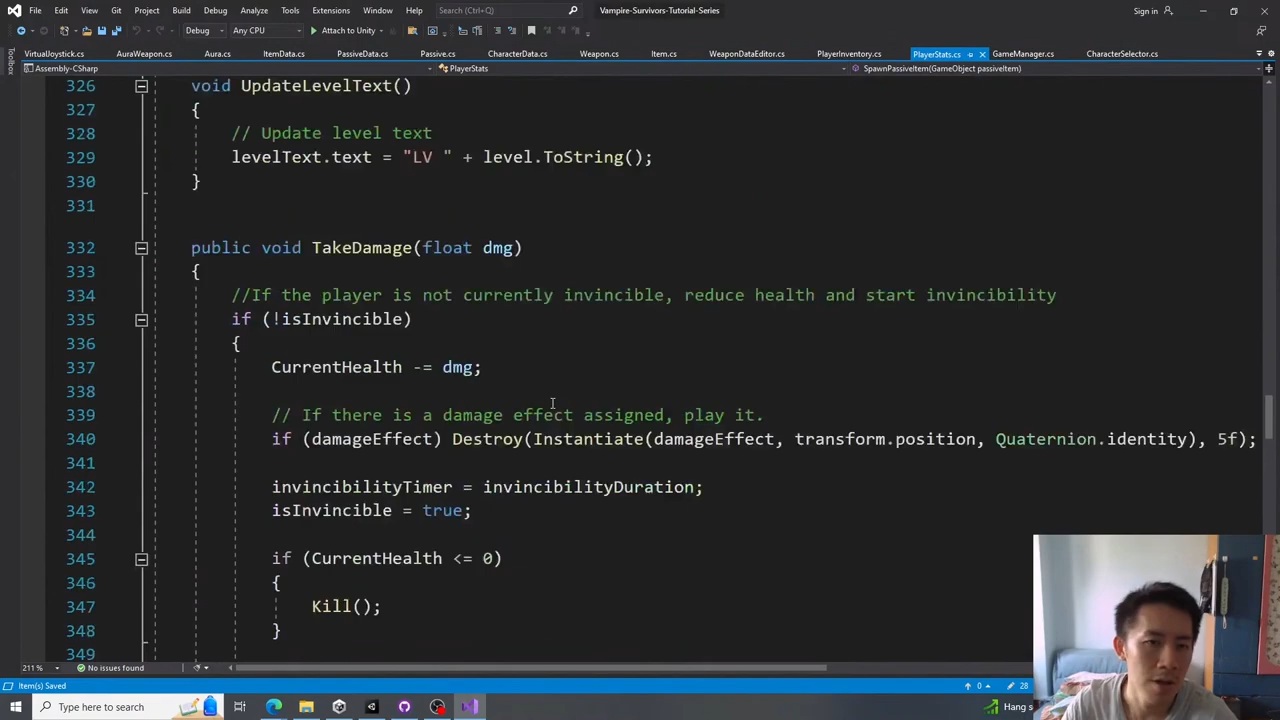 File Edit View Git Project Build Debug Analyze Tools Extensions Window Help Search (Ctrl+Q) Vampire-Survivors-Tutorial-Series Sign in
Debug Any CPU Attach to Unity
VirtualJoystick.cs AuraWeapon.cs Aura.cs ItemData.cs PassiveData.cs Passive.cs CharacterData.cs Weapon.cs Item.cs WeaponDataEditor.cs PlayerInventory.cs PlayerStats.cs GameManager.cs CharacterSelector.cs
Toolbox
Assembly-CSharp PlayerStats SpawnPassiveItem(GameObject passiveItem)
326 void UpdateLevelText()
327 {
328 // Update level text
329 levelText.text = "LV " + level.ToString();
330 }
331
332 public void TakeDamage(float dmg)
333 {
334 //If the player is not currently invincible, reduce health and start invincibility
335 if (!isInvincible)
336 {
337 CurrentHealth -= dmg;
338
339 // If there is a damage effect assigned, play it.
340 if (damageEffect) Destroy(Instantiate(damageEffect, transform.position, Quaternion.identity), 5f);
341
342 invincibilityTimer = invincibilityDuration;
343 isInvincible = true;
344
345 if (CurrentHealth <= 0)
346 {
347 Kill();
348 }
349
211 % No issues found
Item(s) Saved 0 28
Type here to search Hang s